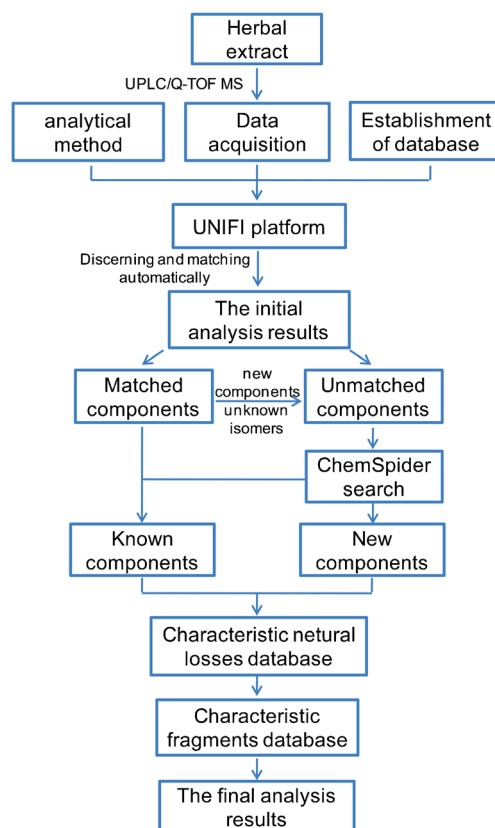 Herbal
extract
UPLC/Q-TOF MS
analytical
method
Data
acquisition
Establishment
of database
UNIFI platform
Discerning and matching
automatically
The initial
analysis results
Matched
components
new
components
unknown
isomers
Unmatched
components
ChemSpider
search
Known
components
New
components
Characteristic netural
losses database
Characteristic
fragments database
The final analysis
results